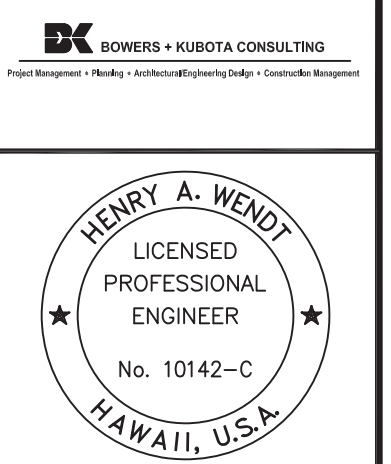 BK BOWERS + KUBOTA CONSULTING
Project Management • Planning • Architectural/Engineering Design • Construction Management
HENRY A. WENDT
LICENSED
PROFESSIONAL
ENGINEER
No. 10142-C
HAWAII, U.S.A.